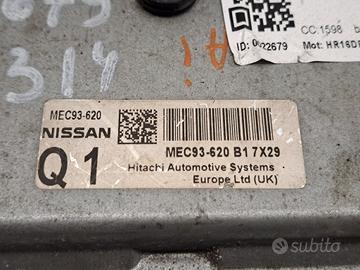 314
CC:1598
ID: 0022679
Mot: HR16D
MEC93-620
NISSAN
Q1
MEC93-620 B1 7X29
Hitachi Automotive Systems
Europe Ltd (UK)
subito